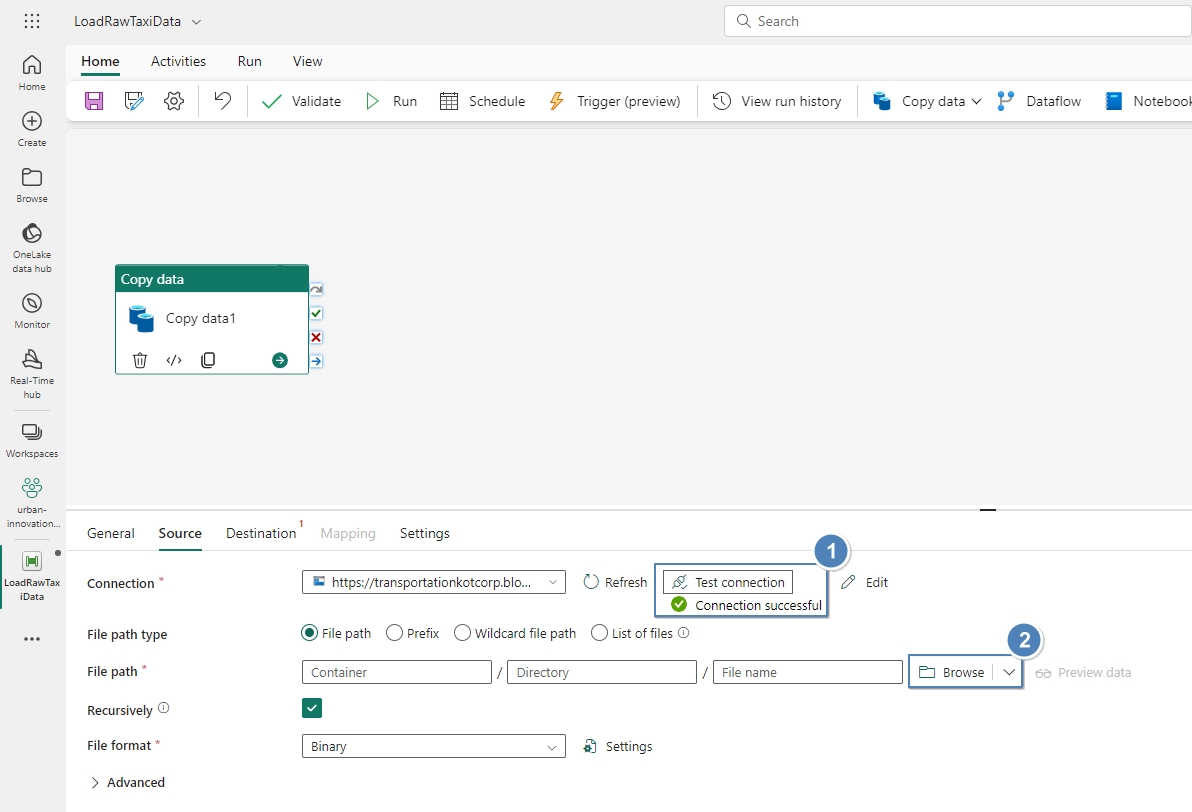 LoadRawTaxiData
Search
Home
Activities
Run
View
Validate
Run
Schedule
Trigger (preview)
View run history
Copy data
Dataflow
Notebook
Home
Create
Browse
OneLake
data hub
Monitor
Real-Time
hub
Workspaces
urban-
innovation...
LoadRawTax
iData
Copy data
Copy data1
General
Source
Destination 1
Mapping
Settings
1
Connection *
https://transportationkotcorp.blo...
Refresh
Test connection
Connection successful
Edit
File path type
File path
Prefix
Wildcard file path
List of files
2
File path *
Container
/
Directory
/
File name
Browse
Preview data
Recursively
File format *
Binary
Settings
Advanced